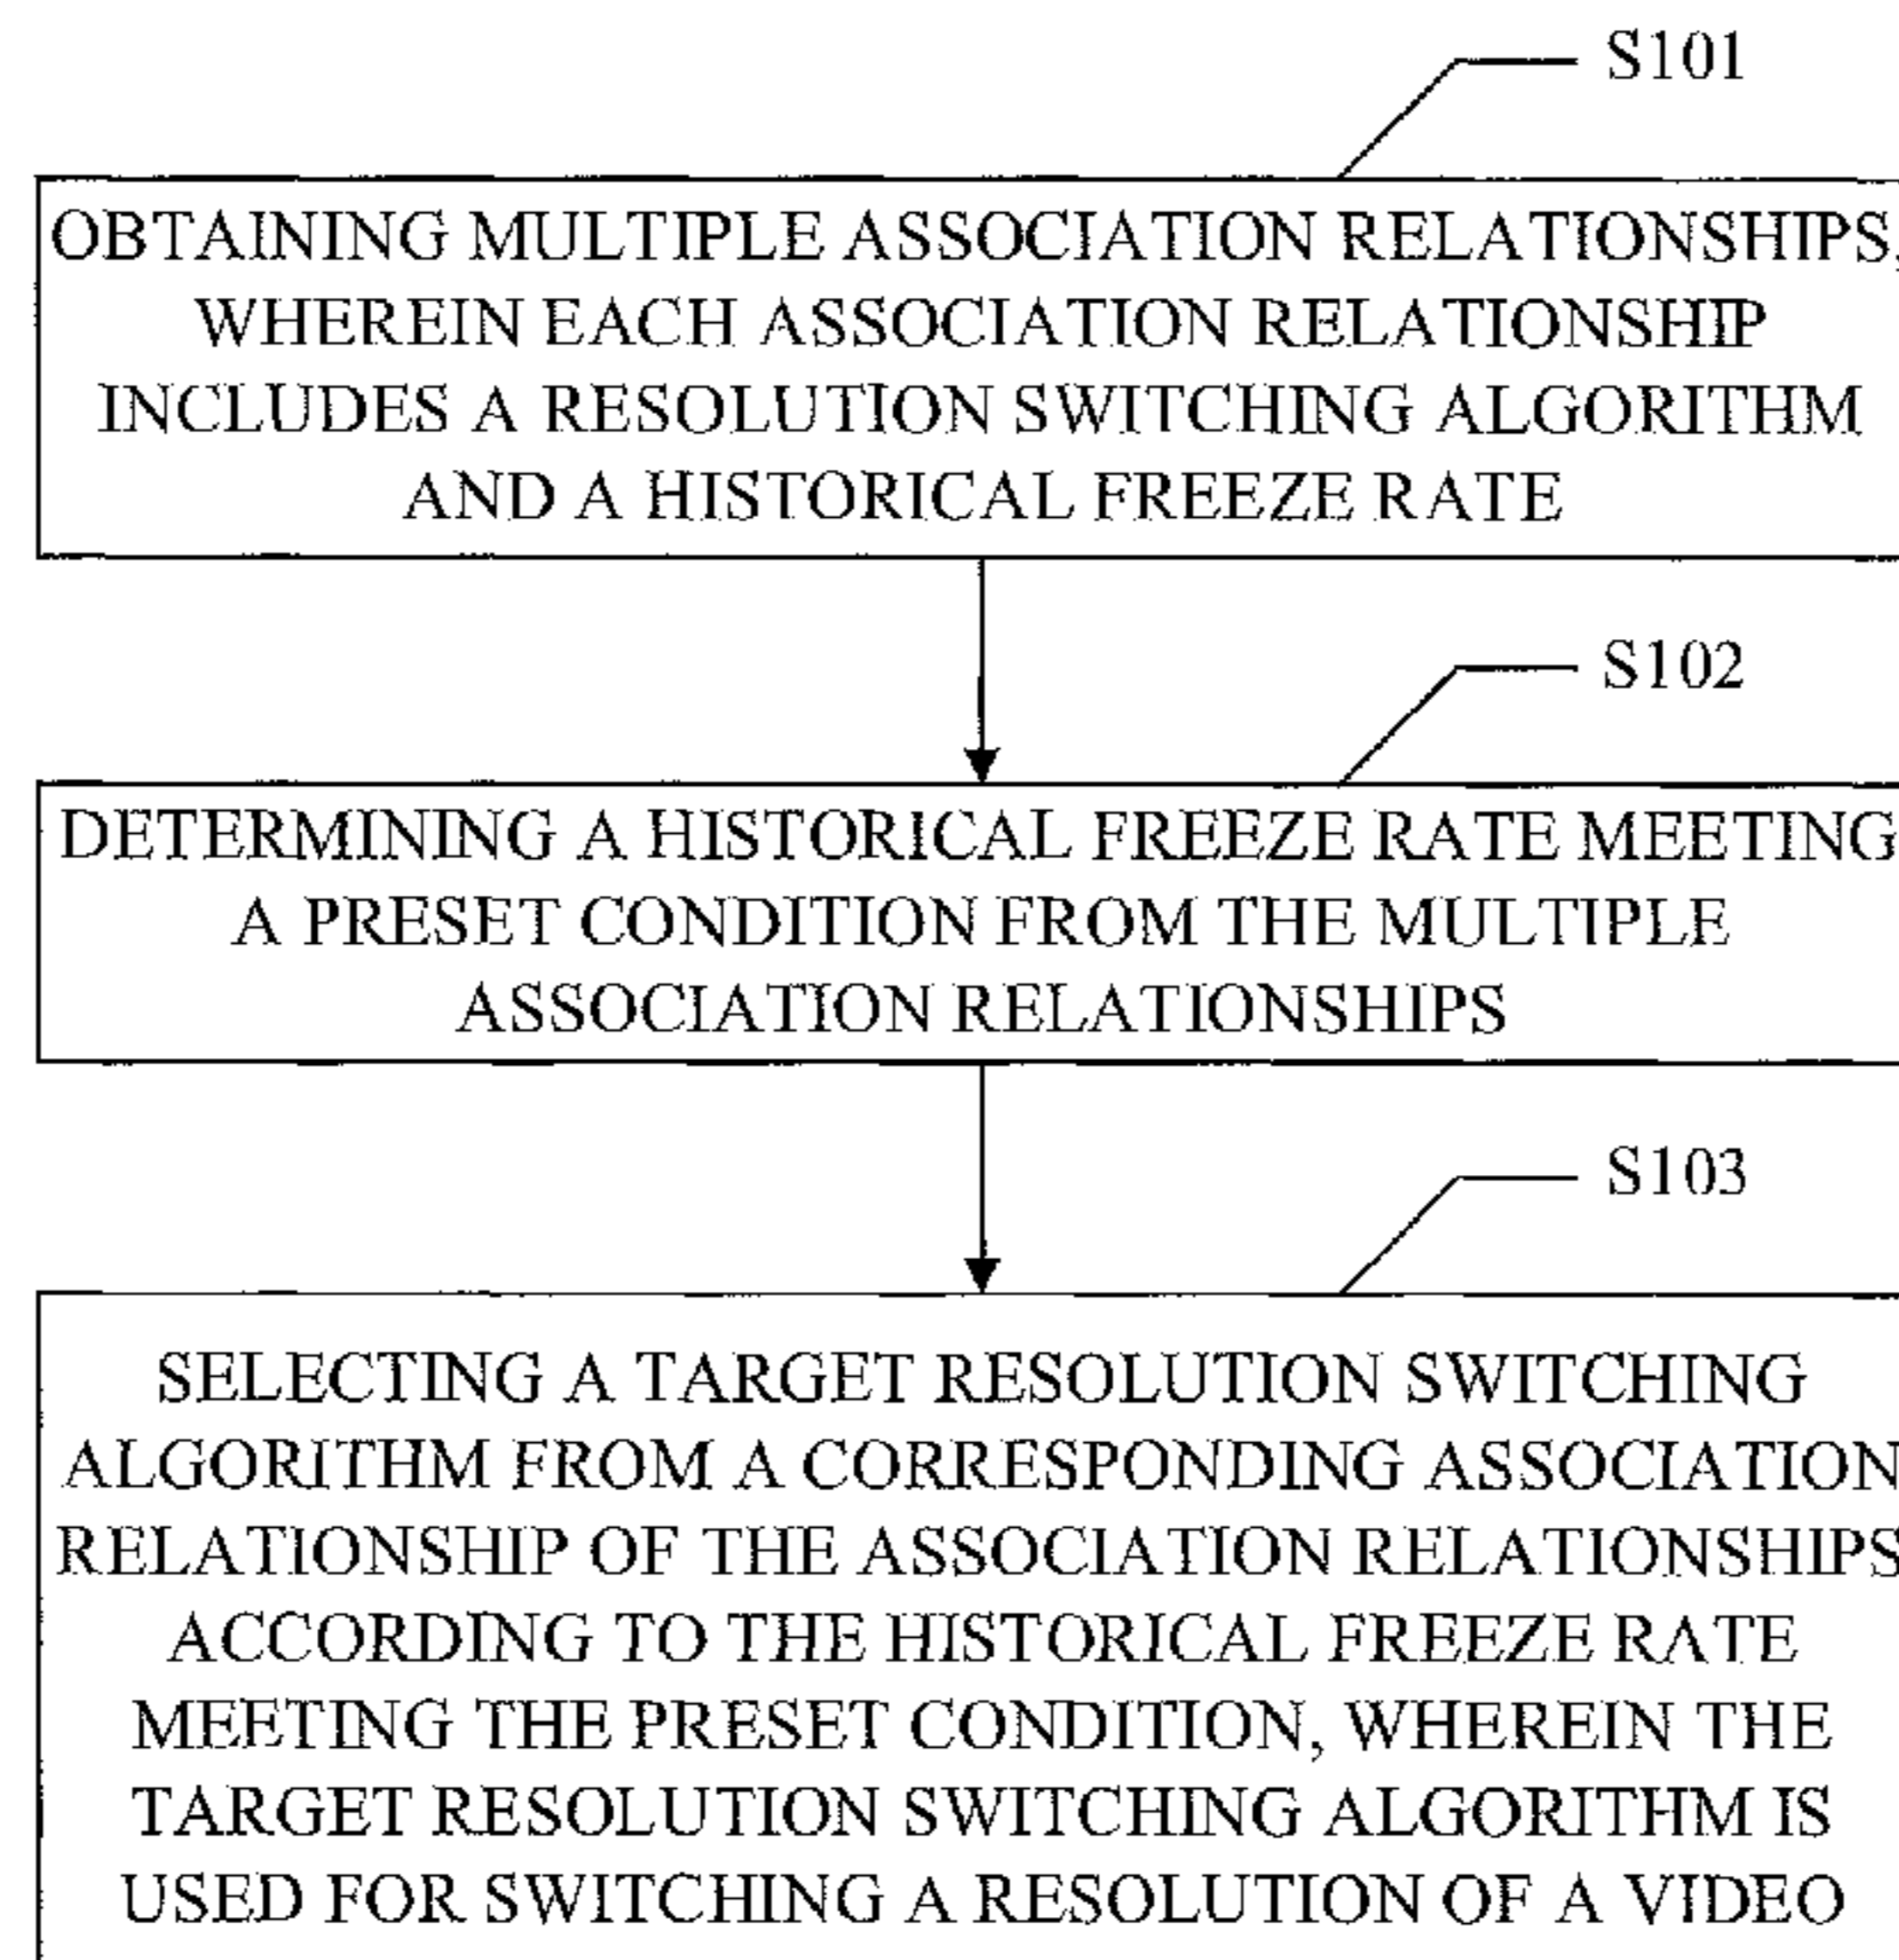 S101
OBTAINING MULTIPLE ASSOCIATION RELATIONSHIPS,
WHEREIN EACH ASSOCIATION RELATIONSHIP
INCLUDES A RESOLUTION SWITCHING ALGORITHM
AND A HISTORICAL FREEZE RATE
S102
DETERMINING A HISTORICAL FREEZE RATE MEETING
A PRESET CONDITION FROM THE MULTIPLE
ASSOCIATION RELATIONSHIPS
S103
SELECTING A TARGET RESOLUTION SWITCHING
ALGORITHM FROM A CORRESPONDING ASSOCIATION
RELATIONSHIP OF THE ASSOCIATION RELATIONSHIPS
ACCORDING TO THE HISTORICAL FREEZE RATE
MEETING THE PRESET CONDITION, WHEREIN THE
TARGET RESOLUTION SWITCHING ALGORITHM IS
USED FOR SWITCHING A RESOLUTION OF A VIDEO